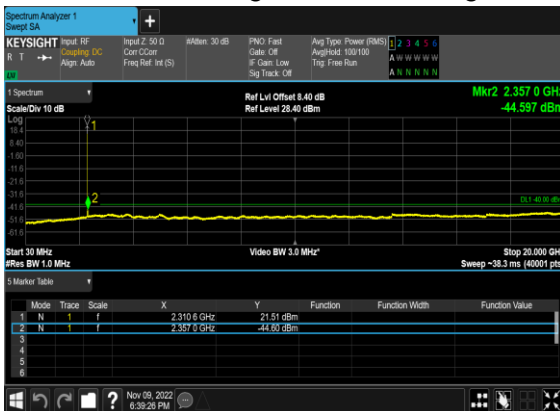 Spectrum Analyzer 1
Swept SA
KEYSIGHT
R T
LV
Input: RF
Coupling: DC
Align: Auto
Input Z: 50 Ω
Corr CCorr
Freq Ref: Int (S)
#Atten: 30 dB
PNO: Fast
Gate: Off
IF Gain: Low
Sig Track: Off
Avg Type: Power (RMS)
Avg|Hold: 100/100
Trig: Free Run
1 2 3 4 5 6
A W W W W W
A N N N N N
1 Spectrum
Scale/Div 10 dB
Ref Lvl Offset 8.40 dB
Ref Level 28.40 dBm
Mkr2 2.357 0 GHz
-44.597 dBm
Log
18.4
8.40
-1.60
-11.6
-21.6
-31.6
-41.6
-51.6
-61.6
1
2
DL1 -40.00 dBm
Start 30 MHz
#Res BW 1.0 MHz
Video BW 3.0 MHz*
Stop 20.000 GHz
Sweep ~38.3 ms (40001 pts)
5 Marker Table
Mode Trace Scale X Y Function Function Width Function Value
1 N 1 f 2.310 6 GHz 21.51 dBm
2 N 1 f 2.357 0 GHz -44.60 dBm
3
4
5
6
?
Nov 09, 2022
6:39:26 PM